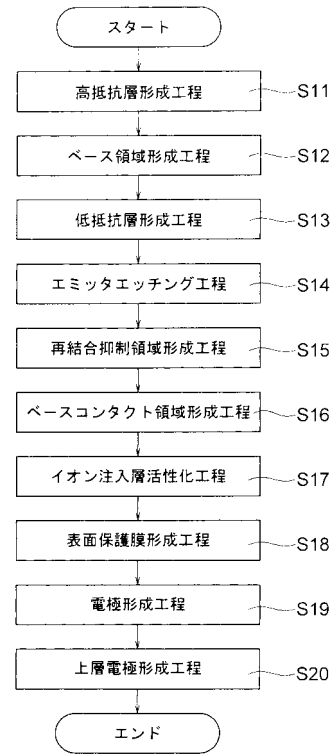 スタート
高抵抗層形成工程 S11
ベース領域形成工程 S12
低抵抗層形成工程 S13
エミッタエッチング工程 S14
再結合抑制領域形成工程 S15
ベースコンタクト領域形成工程 S16
イオン注入層活性化工程 S17
表面保護膜形成工程 S18
電極形成工程 S19
上層電極形成工程 S20
エンド